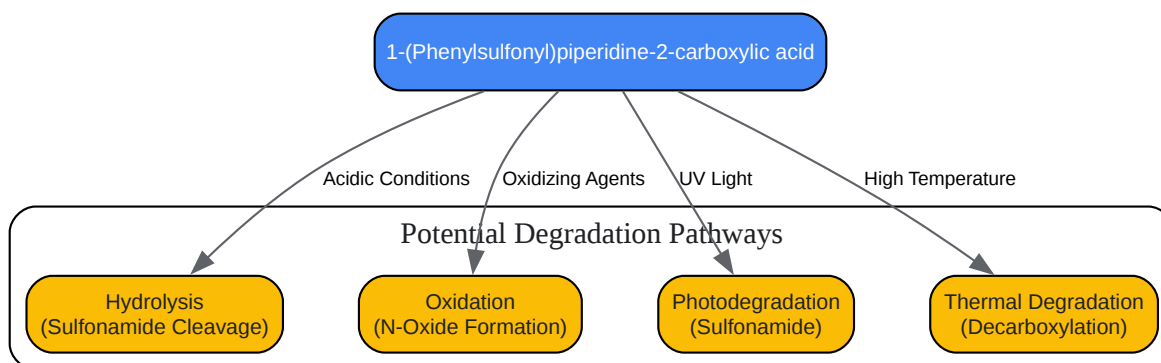 1-(Phenylsulfonyl)piperidine-2-carboxylic acid
Acidic Conditions
Oxidizing Agents
UV Light
High Temperature
Potential Degradation Pathways
Hydrolysis
(Sulfonamide Cleavage)
Oxidation
(N-Oxide Formation)
Photodegradation
(Sulfonamide)
Thermal Degradation
(Decarboxylation)